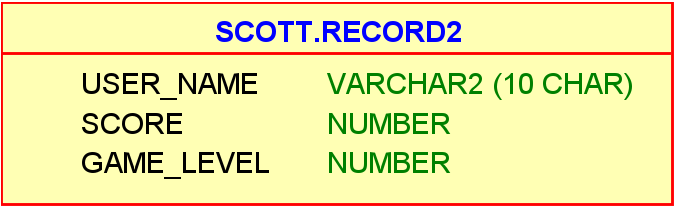 SCOTT.RECORD2
USER_NAME VARCHAR2 (10 CHAR)
SCORE NUMBER
GAME_LEVEL NUMBER